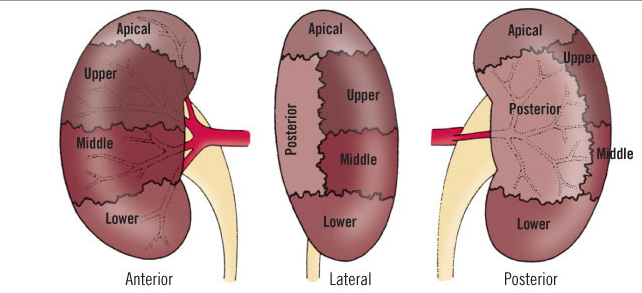 Apical
Upper
Middle
Lower
Anterior
Apical
Posterior
Upper
Middle
Lower
Lateral
Apical
Upper
Posterior
Middle
Lower
Posterior